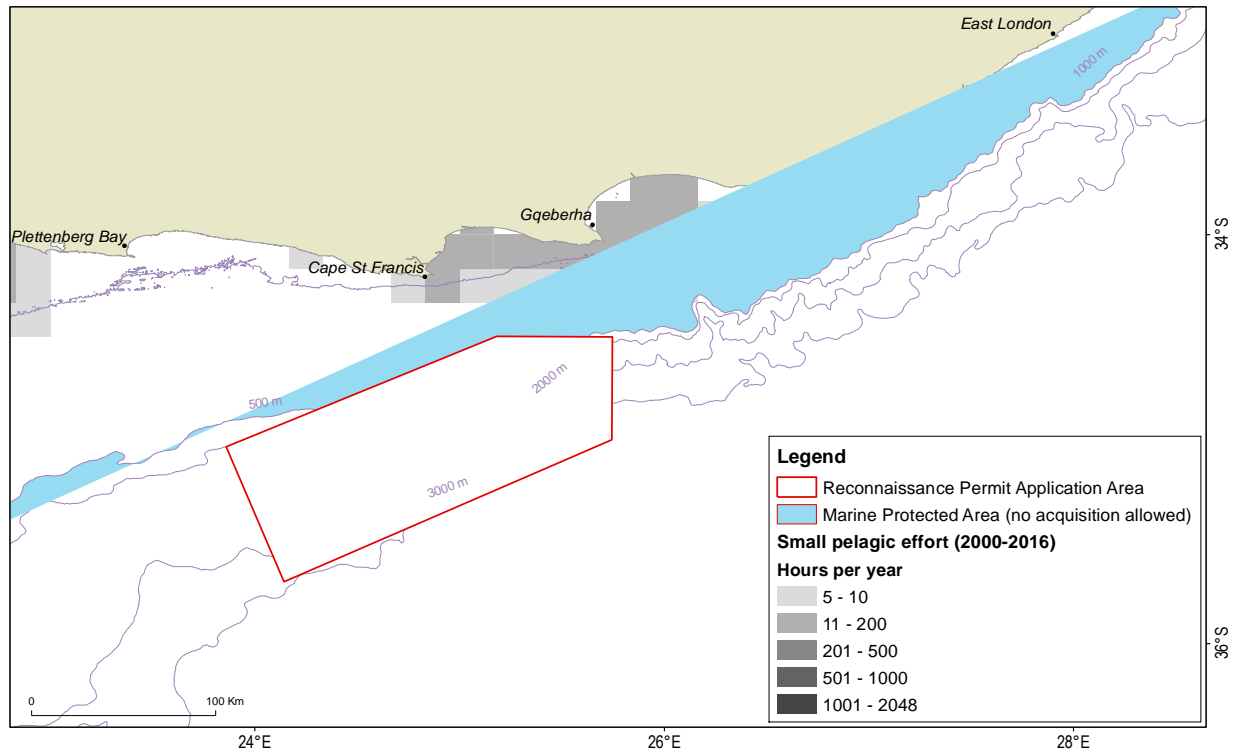 East London
1000 m
Gqeberha
Plettenberg Bay
Cape St Francis
34°S
2000 m
500 m
3000 m
Legend
Reconnaissance Permit Application Area
Marine Protected Area (no acquisition allowed)
Small pelagic effort (2000-2016)
Hours per year
5 - 10
11 - 200
201 - 500
501 - 1000
1001 - 2048
36°S
0 100 Km
24°E 26°E 28°E